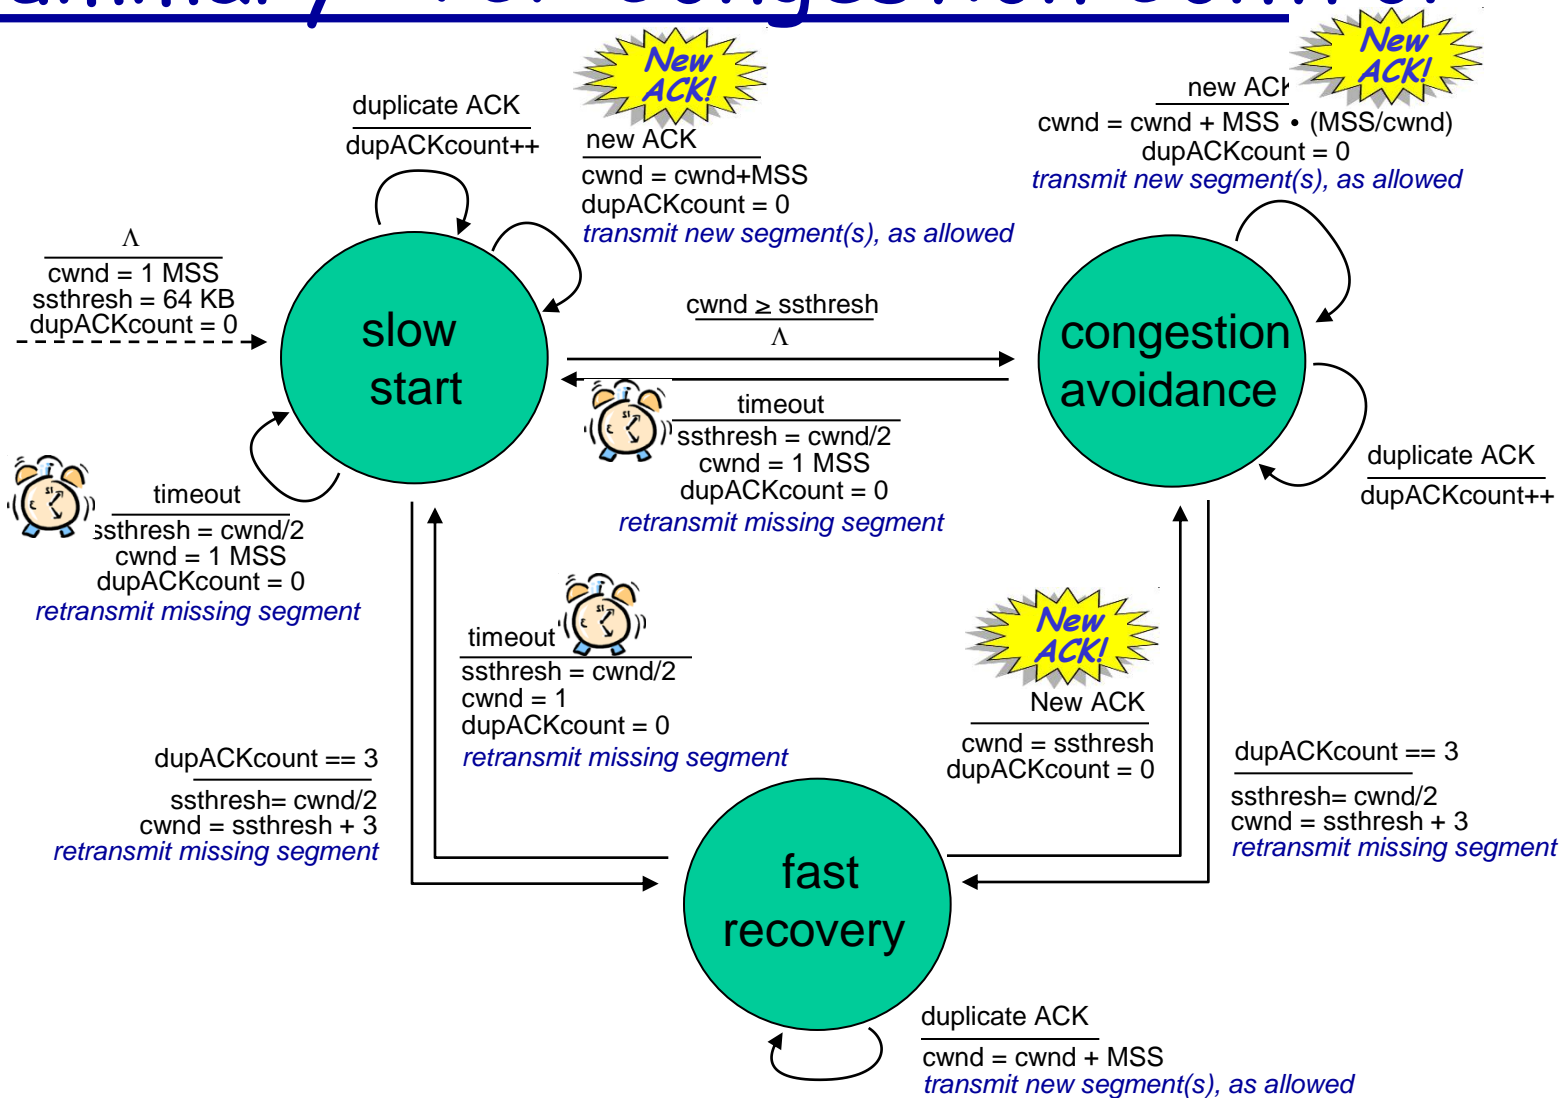 New
ACK!
New
ACK!
duplicate ACK
dupACKcount++
new ACK
cwnd = cwnd+MSS
dupACKcount = 0
transmit new segment(s), as allowed
new ACK
cwnd = cwnd + MSS • (MSS/cwnd)
dupACKcount = 0
transmit new segment(s), as allowed
Λ
cwnd = 1 MSS
ssthresh = 64 KB
dupACKcount = 0
slow
start
cwnd ≥ ssthresh
Λ
congestion
avoidance
timeout
ssthresh = cwnd/2
cwnd = 1 MSS
dupACKcount = 0
retransmit missing segment
duplicate ACK
dupACKcount++
timeout
ssthresh = cwnd/2
cwnd = 1 MSS
dupACKcount = 0
retransmit missing segment
timeout
ssthresh = cwnd/2
cwnd = 1
dupACKcount = 0
retransmit missing segment
New
ACK!
New ACK
cwnd = ssthresh
dupACKcount = 0
dupACKcount == 3
ssthresh= cwnd/2
cwnd = ssthresh + 3
retransmit missing segment
dupACKcount == 3
ssthresh= cwnd/2
cwnd = ssthresh + 3
retransmit missing segment
fast
recovery
duplicate ACK
cwnd = cwnd + MSS
transmit new segment(s), as allowed